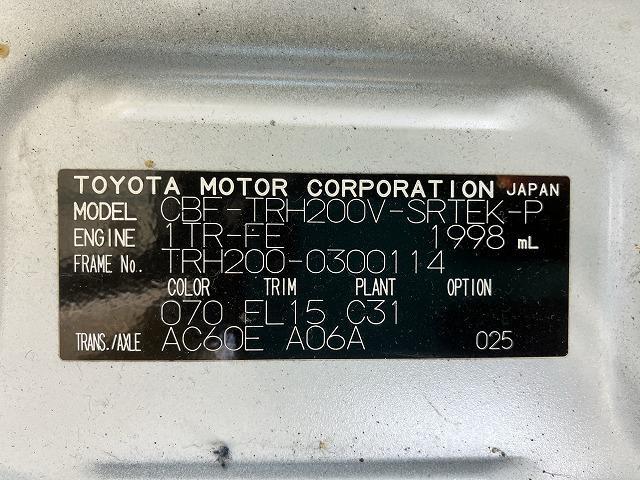 TOYOTA MOTOR CORPORATION JAPAN
MODEL CBF-TRH200V-SRTEK-P
ENGINE 1TR-FE 1998 mL
FRAME No. TRH200-0300114
COLOR TRIM PLANT OPTION
070 FL15 C31
TRANS./AXLE AC60E A06A 025